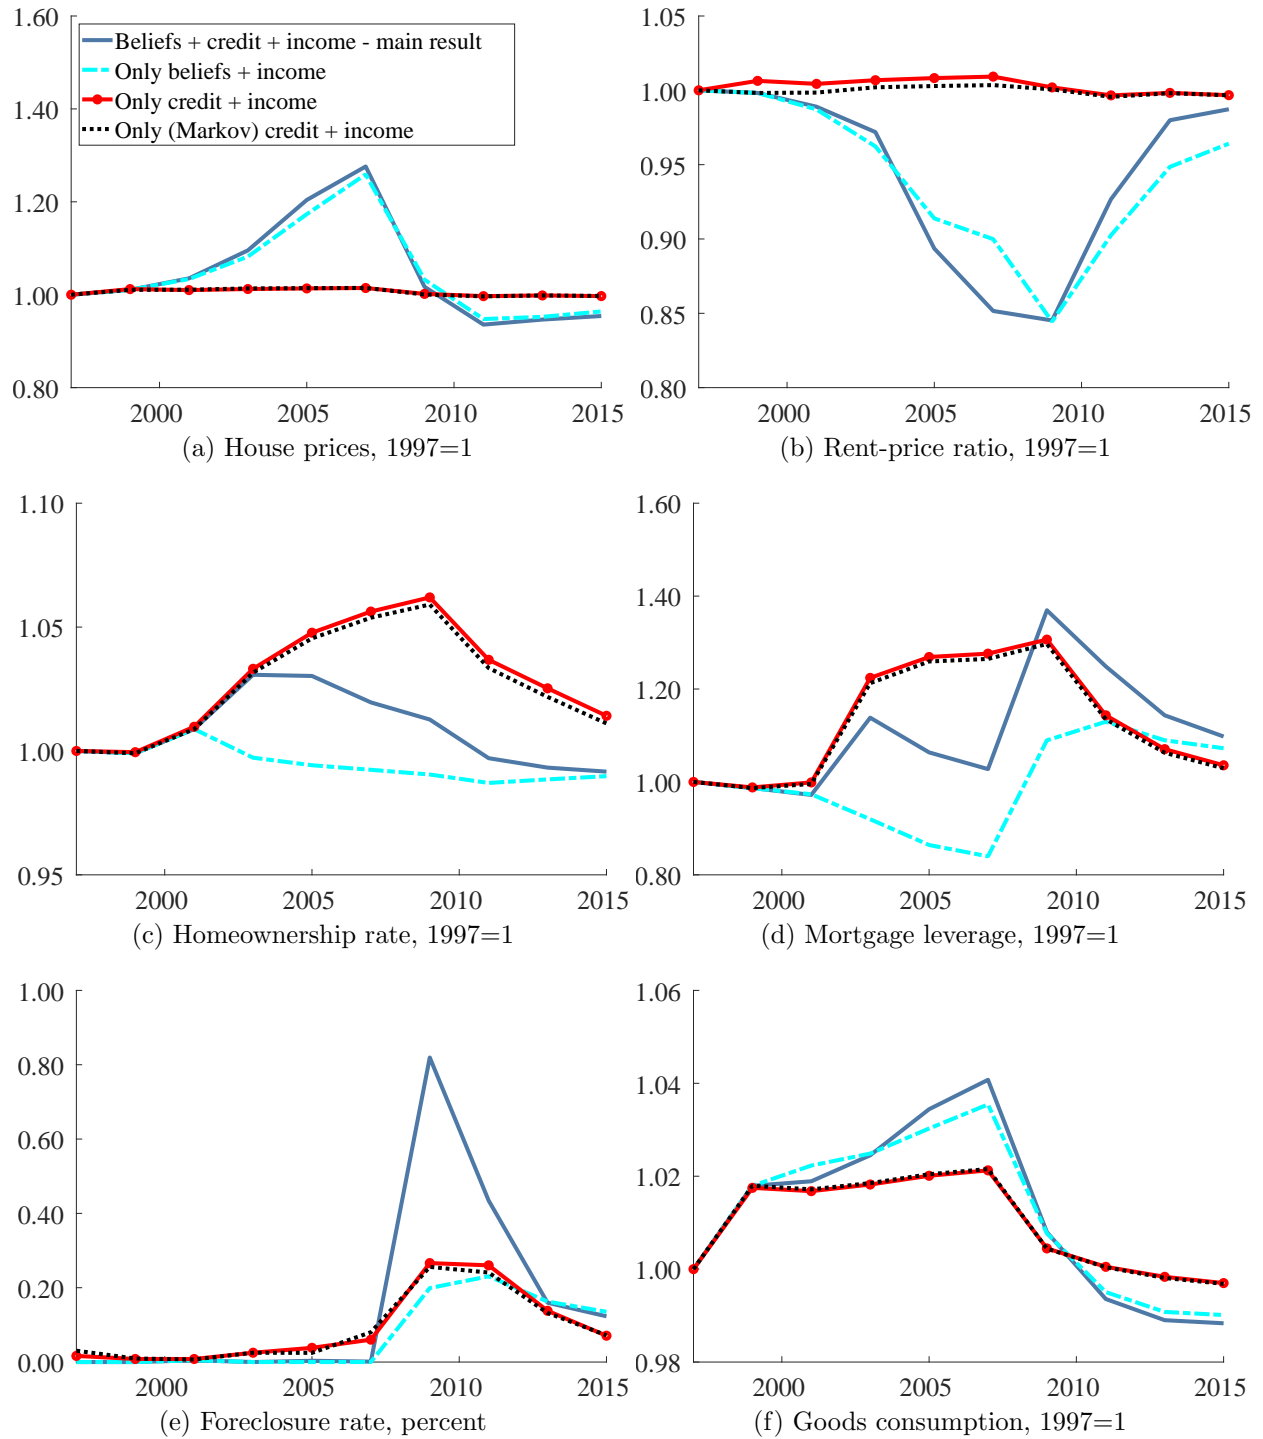 1.60
1.40
1.20
1.00
0.80
2000 2005 2010 2015
Beliefs + credit + income - main result
Only beliefs + income
Only credit + income
Only (Markov) credit + income
(a) House prices, 1997=1
1.05
1.00
0.95
0.90
0.85
0.80
2000 2005 2010 2015
(b) Rent-price ratio, 1997=1
1.10
1.05
1.00
0.95
2000 2005 2010 2015
(c) Homeownership rate, 1997=1
1.60
1.40
1.20
1.00
0.80
2000 2005 2010 2015
(d) Mortgage leverage, 1997=1
1.00
0.80
0.60
0.40
0.20
0.00
2000 2005 2010 2015
(e) Foreclosure rate, percent
1.06
1.04
1.02
1.00
0.98
2000 2005 2010 2015
(f) Goods consumption, 1997=1